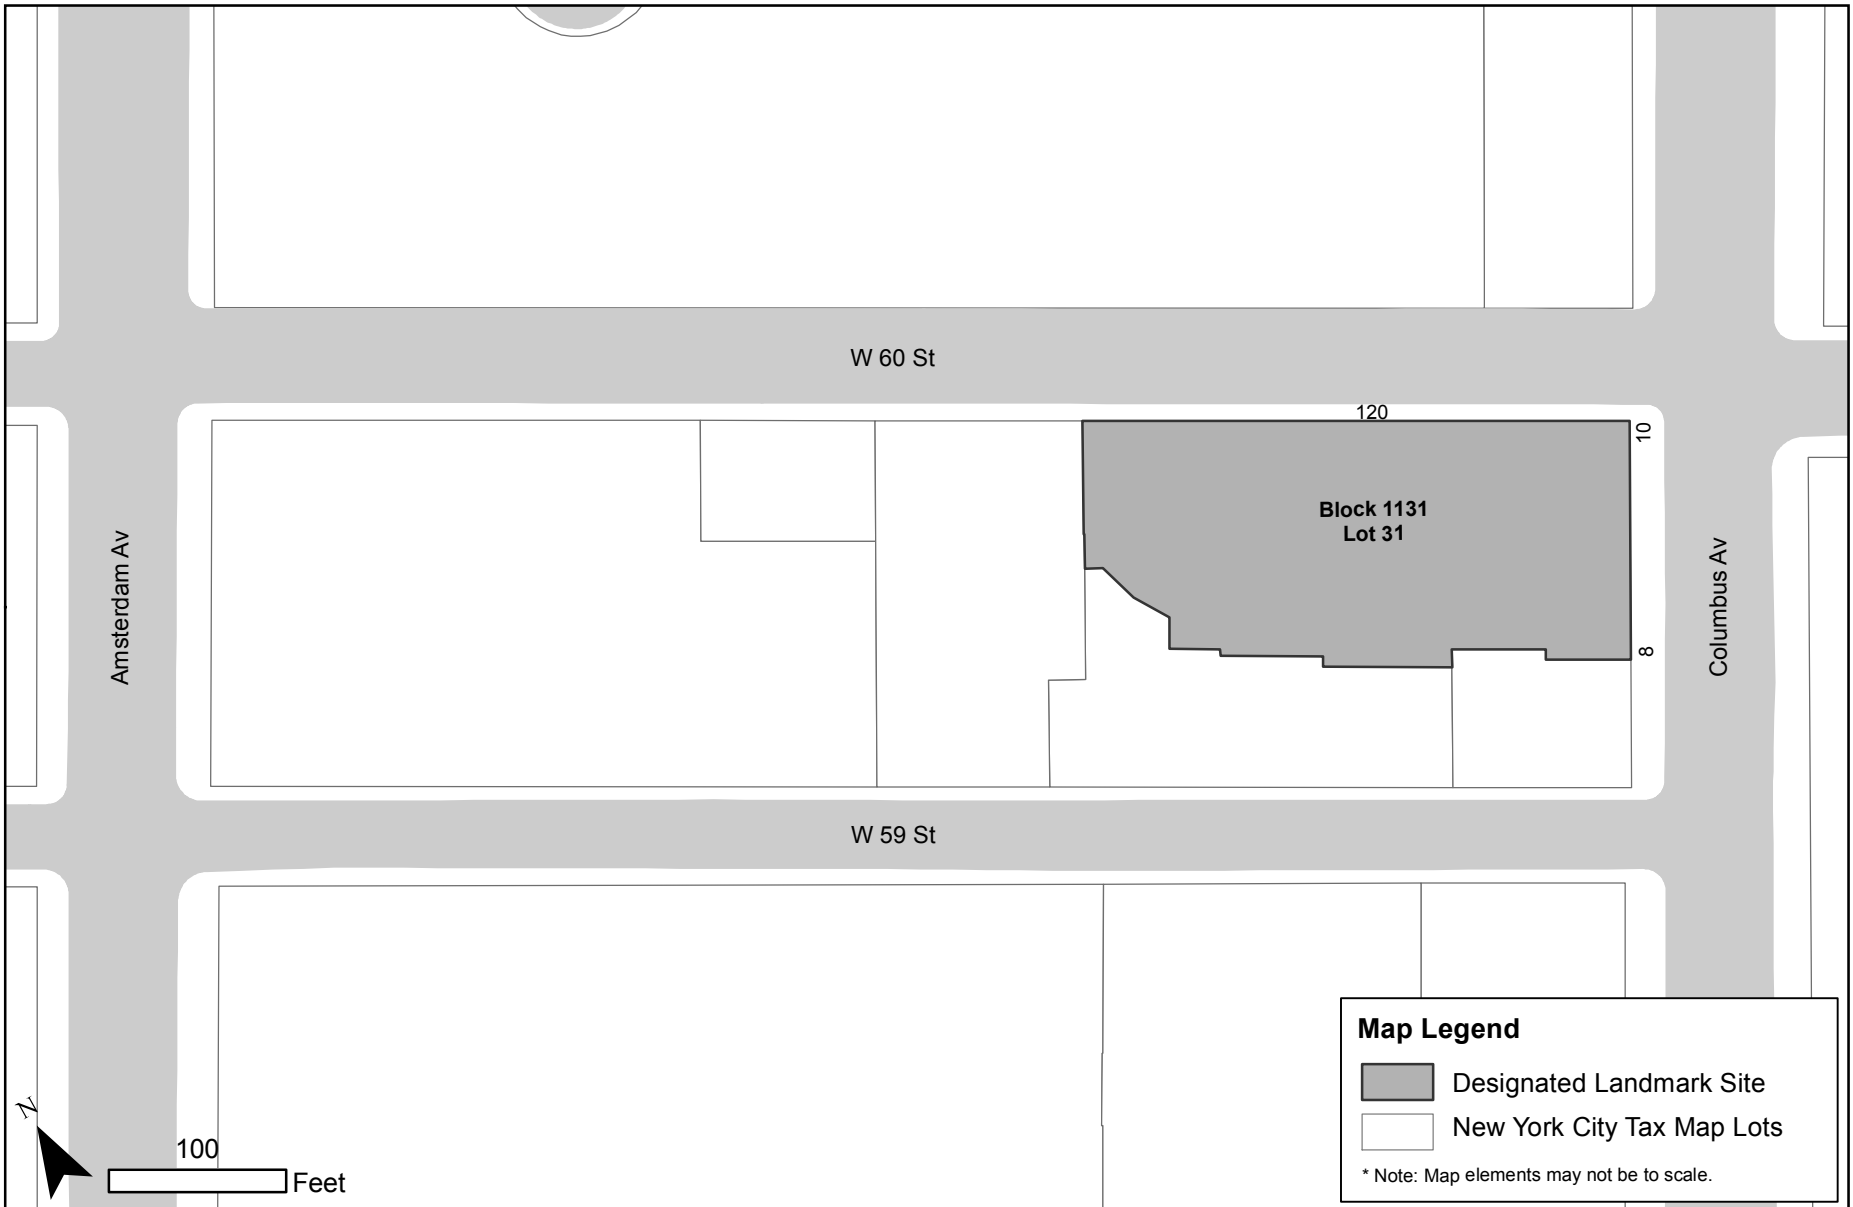 W 60 St
120
10
Block 1131
Lot 31
8
Amsterdam Av
Columbus Av
W 59 St
N
100
Feet
Map Legend
Designated Landmark Site
New York City Tax Map Lots
* Note: Map elements may not be to scale.